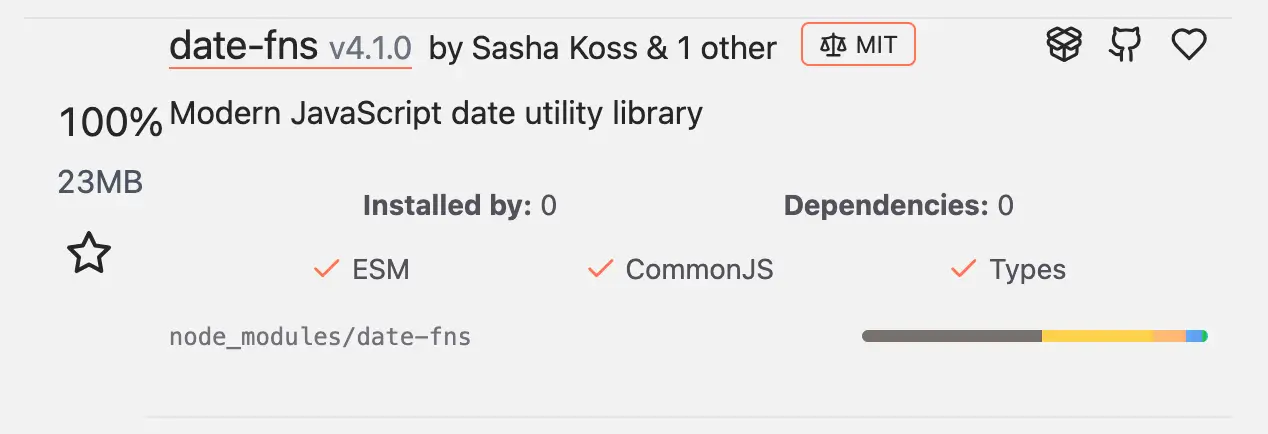 date-fns v4.1.0 by Sasha Koss & 1 other MIT
100% Modern JavaScript date utility library
23MB
Installed by: 0 Dependencies: 0
ESM CommonJS Types
node_modules/date-fns